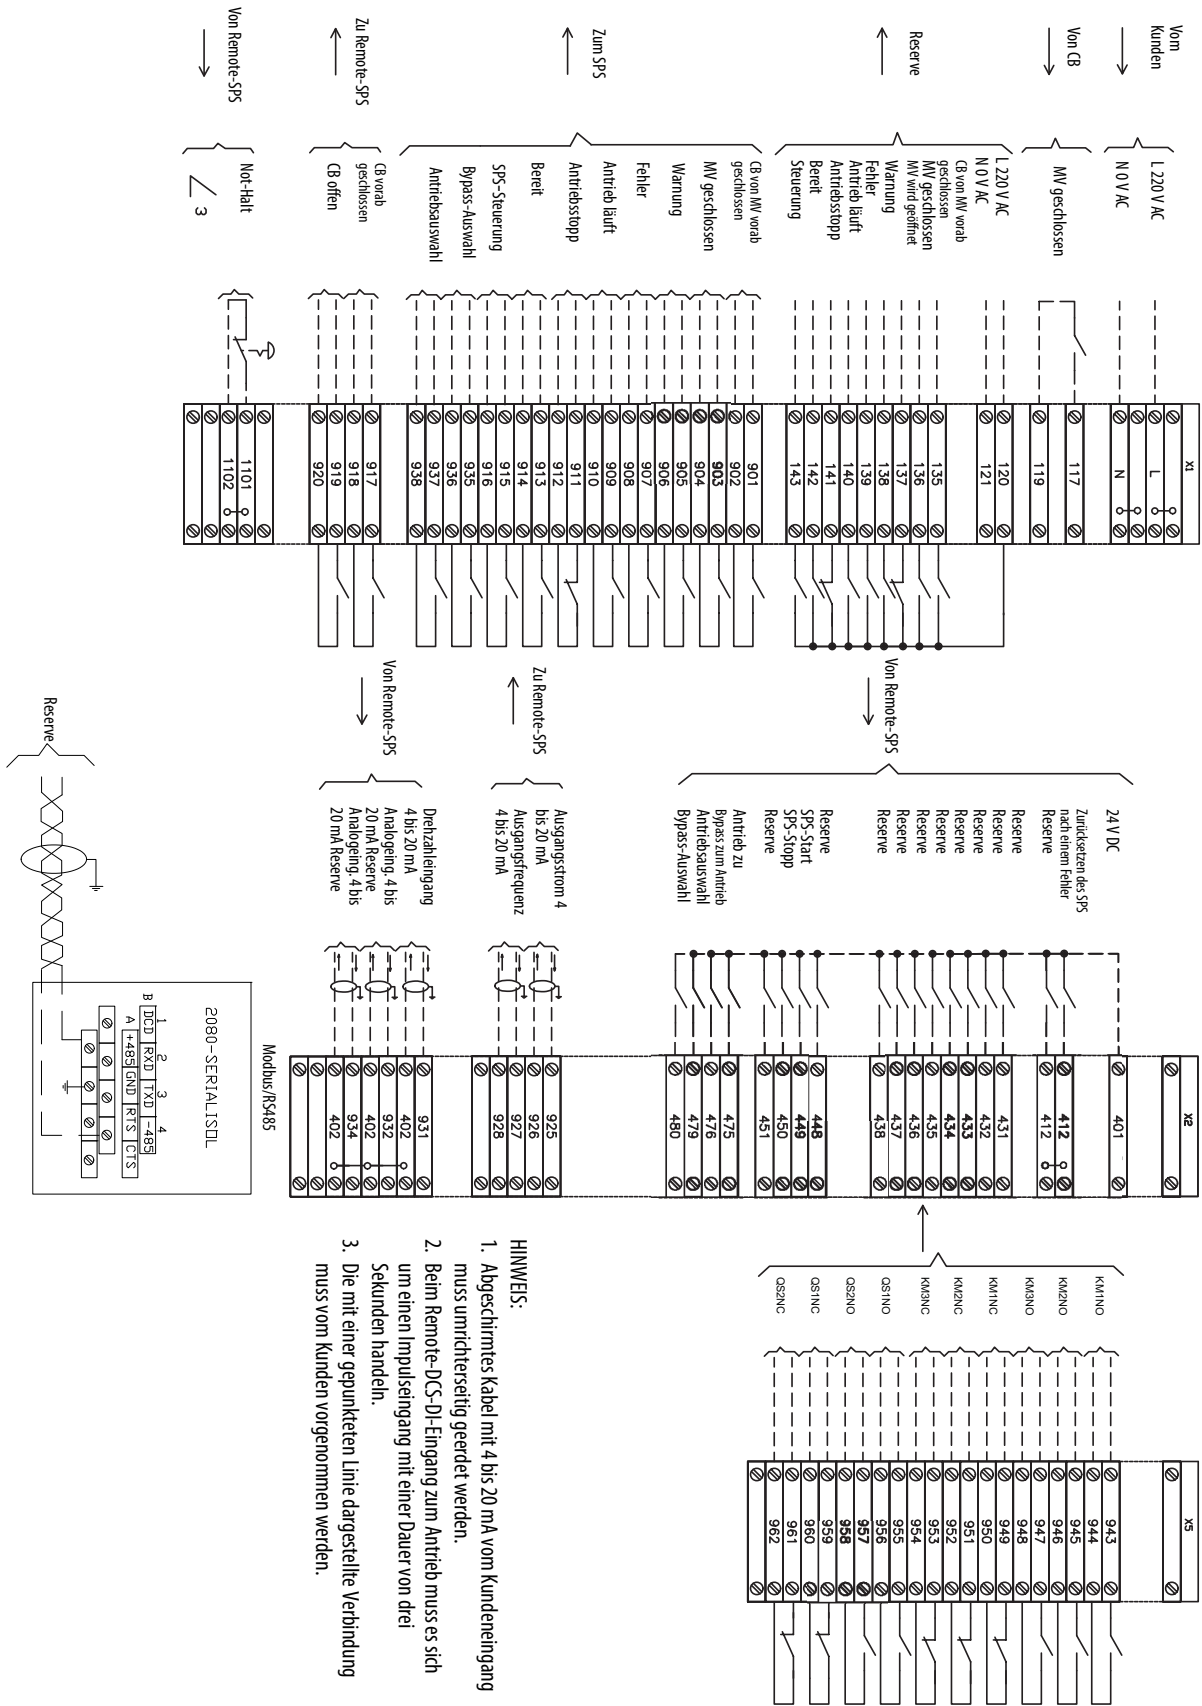 Vom
Kunden
Von CB
Reserve
Zum SPS
Zu Remote-SPS
Von Remote-SPS
L 220 V AC
N 0 V AC
MV geschlossen
L 220 V AC
N 0 V AC
CB von MV vorab
geschlossen
MV geschlossen
MV wird geöffnet
Warnung
Fehler
Antrieb läuft
Antriebsstopp
Bereit
Steuerung
CB von MV vorab
geschlossen
MV geschlossen
Warnung
Fehler
Antrieb läuft
Antriebsstopp
Bereit
SPS-Steuerung
Bypass-Auswahl
Antriebsauswahl
CB vorab
geschlossen
CB offen
Not-Halt
3
X1
L
N
117
119
120
121
135
136
137
138
139
140
141
142
143
901
902
903
904
905
906
907
908
909
910
911
912
913
914
915
916
935
936
937
938
917
918
919
920
1101
1102
Von Remote-SPS
Zu Remote-SPS
Von Remote-SPS
24 V DC
Zurücksetzen des SPS
nach einem Fehler
Reserve
Reserve
Reserve
Reserve
Reserve
Reserve
Reserve
Reserve
Reserve
Reserve
SPS-Start
SPS-Stopp
Reserve
Antrieb zu
Bypass zum Antrieb
Antriebsauswahl
Bypass-Auswahl
Ausgangsstrom 4
bis 20 mA
Ausgangsfrequenz
4 bis 20 mA
Drehzahleingang
4 bis 20 mA
Analogeing. 4 bis
20 mA Reserve
Analogeing. 4 bis
20 mA Reserve
X2
401
412
412
431
432
433
434
435
436
437
438
448
449
450
451
475
476
479
480
925
926
927
928
931
402
932
402
934
402
Modbus/RS485
Reserve
2080-SERIALISOL
1 2 3 4
B DCD RXD TXD -485
A +485 GND RTS CTS
KM1NO
KM2NO
KM3NO
KM1NC
KM2NC
KM3NC
QS1NO
QS2NO
QS1NC
QS2NC
X5
943
944
945
946
947
948
949
950
951
952
953
954
955
956
957
958
959
960
961
962
HINWEIS:
1. Abgeschirmtes Kabel mit 4 bis 20 mA vom Kundeneingang
muss umrichterseitig geerdet werden.
2. Beim Remote-DCS-DI-Eingang zum Antrieb muss es sich
um einen Impulseingang mit einer Dauer von drei
Sekunden handeln.
3. Die mit einer gepunkteten Linie dargestellte Verbindung
muss vom Kunden vorgenommen werden.